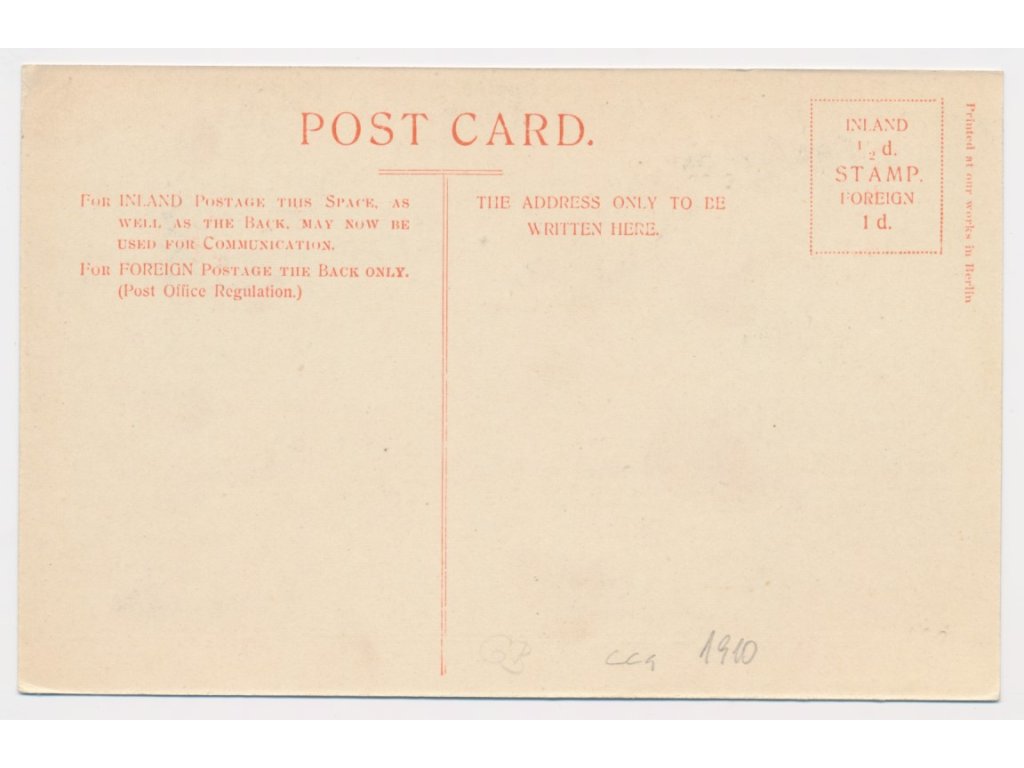 POST CARD.
For INLAND Postage this Space, as
well as the Back, may now be
used for Communication.
For FOREIGN Postage the Back only.
(Post Office Regulation.)
THE ADDRESS ONLY TO BE
WRITTEN HERE.
INLAND
1/2 d.
STAMP.
FOREIGN
1 d.
Printed at our works in Berlin
1910